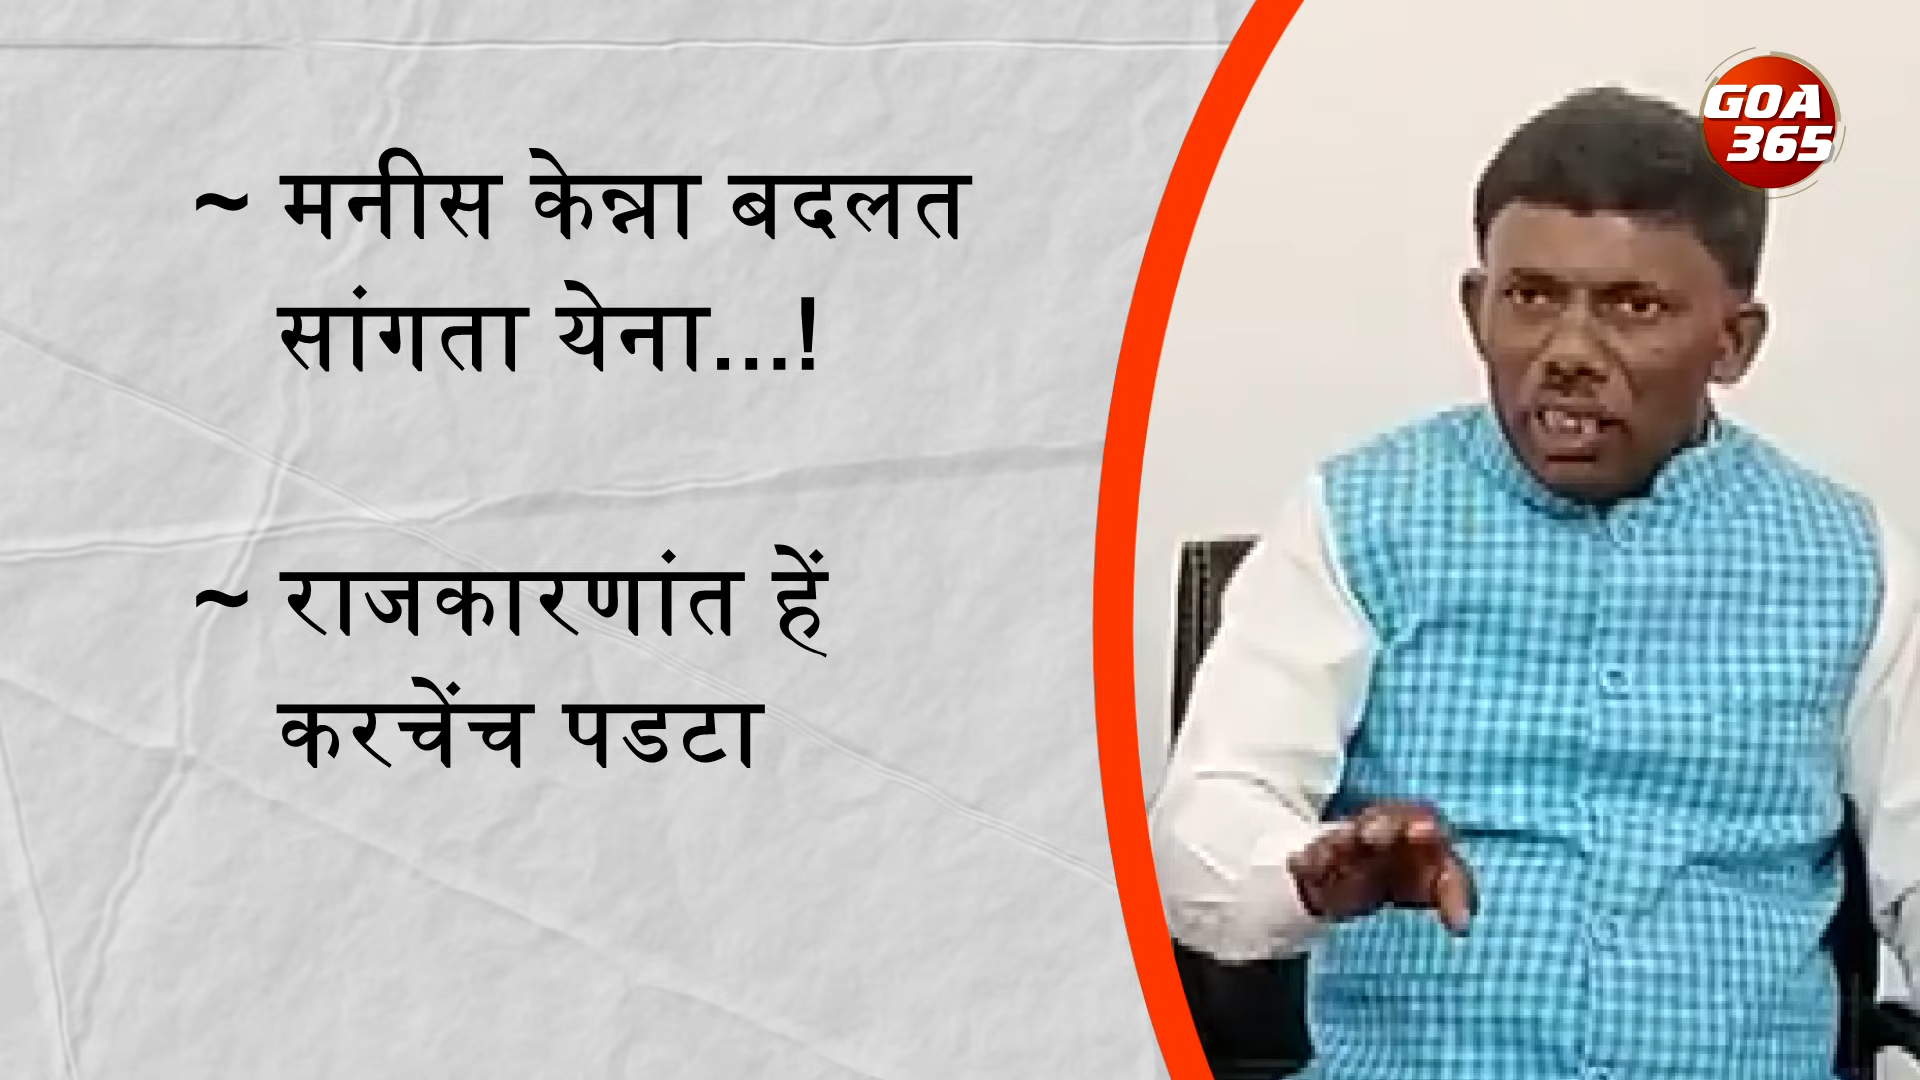 ~ मनीस केन्ना बदलत
सांगता येना...!
~ राजकारणांत हें
करचेंच पडटा
GOA
365